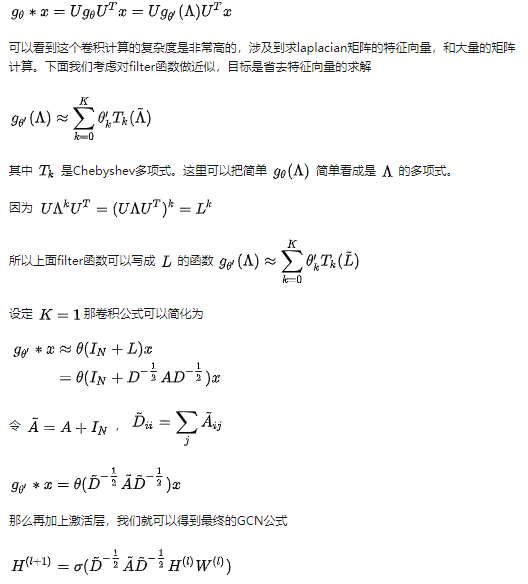 $g_\theta * x = U g_\theta U^T x = U g_{\theta'}(\Lambda) U^T x$
可以看到这个卷积计算的复杂度是非常高的，涉及到求laplacian矩阵的特征向量，和大量的矩阵
计算。下面我们考虑对filter函数做近似，目标是省去特征向量的求解
$g_{\theta'}(\Lambda) \approx \sum_{k=0}^{K} \theta'_k T_k(\tilde{\Lambda})$
其中 $T_k$ 是Chebyshev多项式。这里可以把简单 $g_\theta(\Lambda)$ 简单看成是 $\Lambda$ 的多项式。
因为 $U\Lambda^k U^T = (U\Lambda U^T)^k = L^k$
所以上面filter函数可以写成 $L$ 的函数 $g_{\theta'}(\Lambda) \approx \sum_{k=0}^{K} \theta'_k T_k(\tilde{L})$
设定 $K = 1$ 那卷积公式可以简化为
$g_{\theta'} * x \approx \theta(I_N + L)x$
$= \theta(I_N + D^{-\frac{1}{2}} A D^{-\frac{1}{2}})x$
令 $\tilde{A} = A + I_N$ ， $\tilde{D}_{ii} = \sum_j \tilde{A}_{ij}$
$g_{\theta'} * x = \theta(\tilde{D}^{-\frac{1}{2}} \tilde{A} \tilde{D}^{-\frac{1}{2}})x$
那么再加上激活层，我们就可以得到最终的GCN公式
$H^{(l+1)} = \sigma(\tilde{D}^{-\frac{1}{2}} \tilde{A} \tilde{D}^{-\frac{1}{2}} H^{(l)} W^{(l)})$